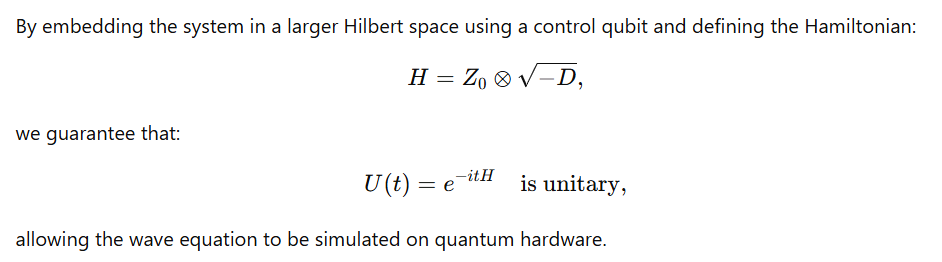 By embedding the system in a larger Hilbert space using a control qubit and defining the Hamiltonian:
H = Z₀ ⊗ √−D,
we guarantee that:
U(t) = e^{−itH} is unitary,
allowing the wave equation to be simulated on quantum hardware.